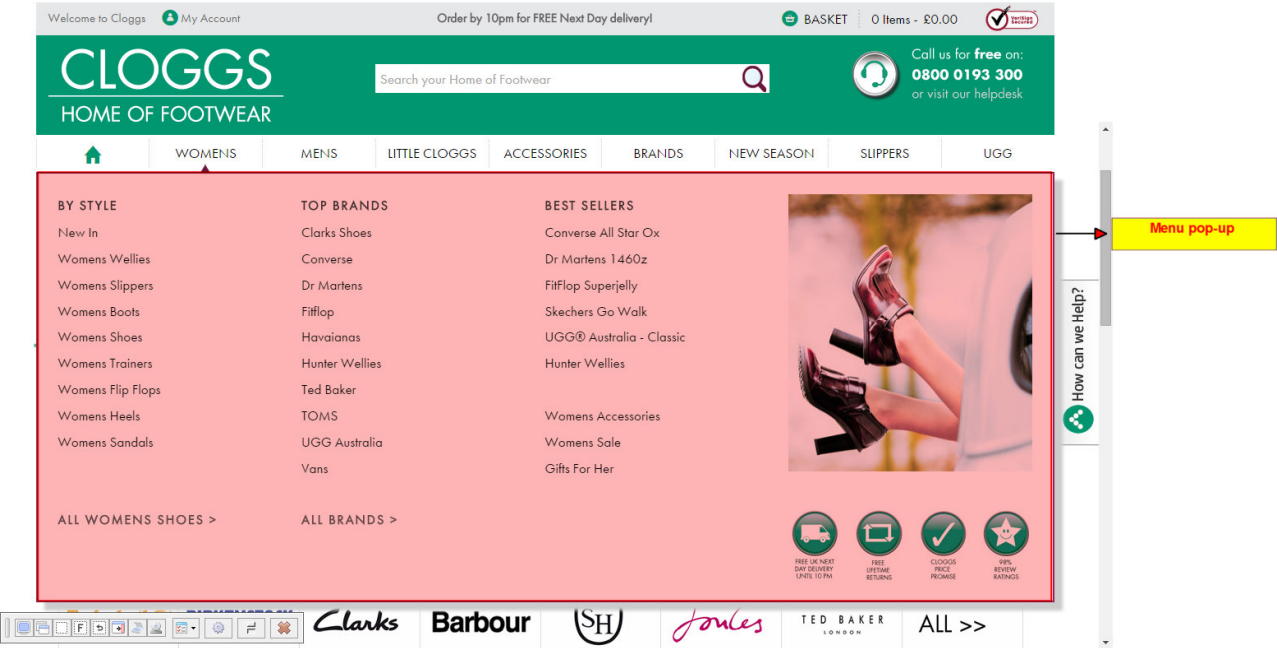 Welcome to Cloggs
My Account
Order by 10pm for FREE Next Day delivery!
BASKET
0 Items - £0.00
VeriSign
Secured
CLOGGS
HOME OF FOOTWEAR
Search your Home of Footwear
Call us for free on:
0800 0193 300
or visit our helpdesk
WOMENS
MENS
LITTLE CLOGGS
ACCESSORIES
BRANDS
NEW SEASON
SLIPPERS
UGG
BY STYLE
New In
Womens Wellies
Womens Slippers
Womens Boots
Womens Shoes
Womens Trainers
Womens Flip Flops
Womens Heels
Womens Sandals
ALL WOMENS SHOES >
TOP BRANDS
Clarks Shoes
Converse
Dr Martens
Fitflop
Havaianas
Hunter Wellies
Ted Baker
TOMS
UGG Australia
Vans
ALL BRANDS >
BEST SELLERS
Converse All Star Ox
Dr Martens 1460z
FitFlop Superjelly
Skechers Go Walk
UGG® Australia - Classic
Hunter Wellies
Womens Accessories
Womens Sale
Gifts For Her
FREE UK NEXT
DAY DELIVERY
UNTIL 10 PM
FREE
LIFETIME
RETURNS
CLOGGS
PRICE
PROMISE
98%
REVIEW
RATINGS
Menu pop-up
How can we Help?
F
Clarks
Barbour
SH
Joules
TED BAKER
LONDON
ALL >>